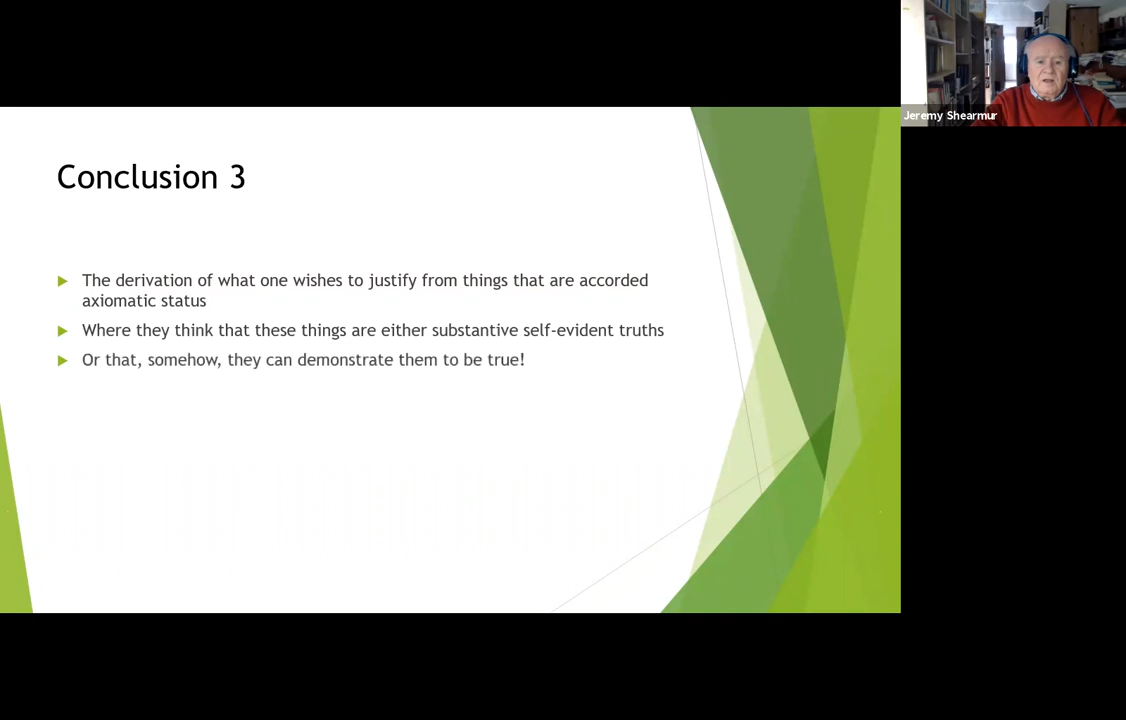 Jeremy Shearmur
Conclusion 3
The derivation of what one wishes to justify from things that are accorded
axiomatic status
Where they think that these things are either substantive self-evident truths
Or that, somehow, they can demonstrate them to be true!